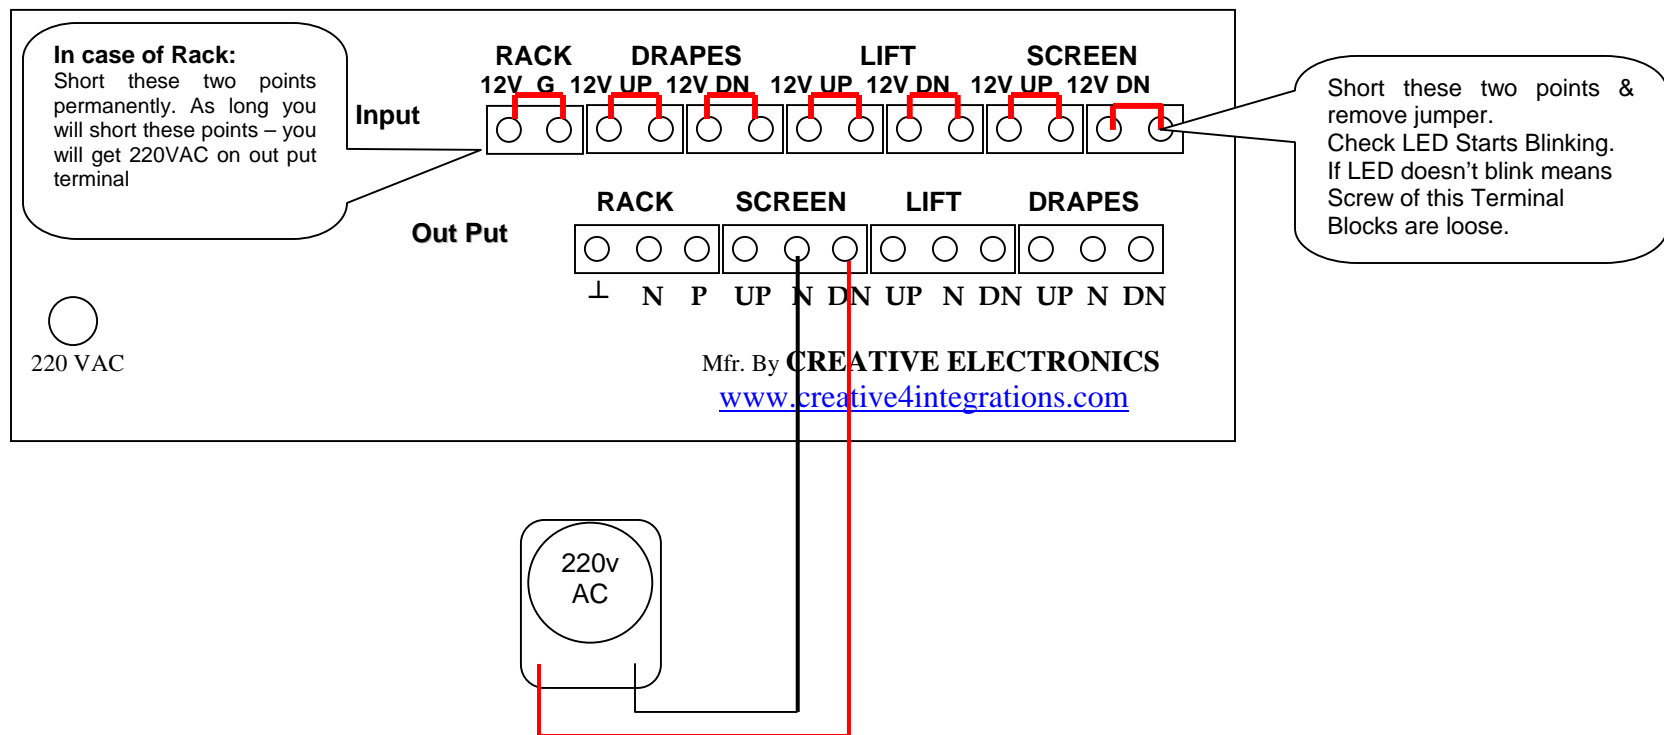 In case of Rack:
Short these two points
permanently. As long you
will short these points – you
will get 220VAC on out put
terminal
RACK DRAPES LIFT SCREEN
12V G 12V UP 12V DN 12V UP 12V DN 12V UP 12V DN
Input
Short these two points &
remove jumper.
Check LED Starts Blinking.
If LED doesn’t blink means
Screw of this Terminal
Blocks are loose.
RACK SCREEN LIFT DRAPES
Out Put
⊥ N P UP N DN UP N DN UP N DN
220 VAC
Mfr. By CREATIVE ELECTRONICS
www.creative4integrations.com
220v
AC